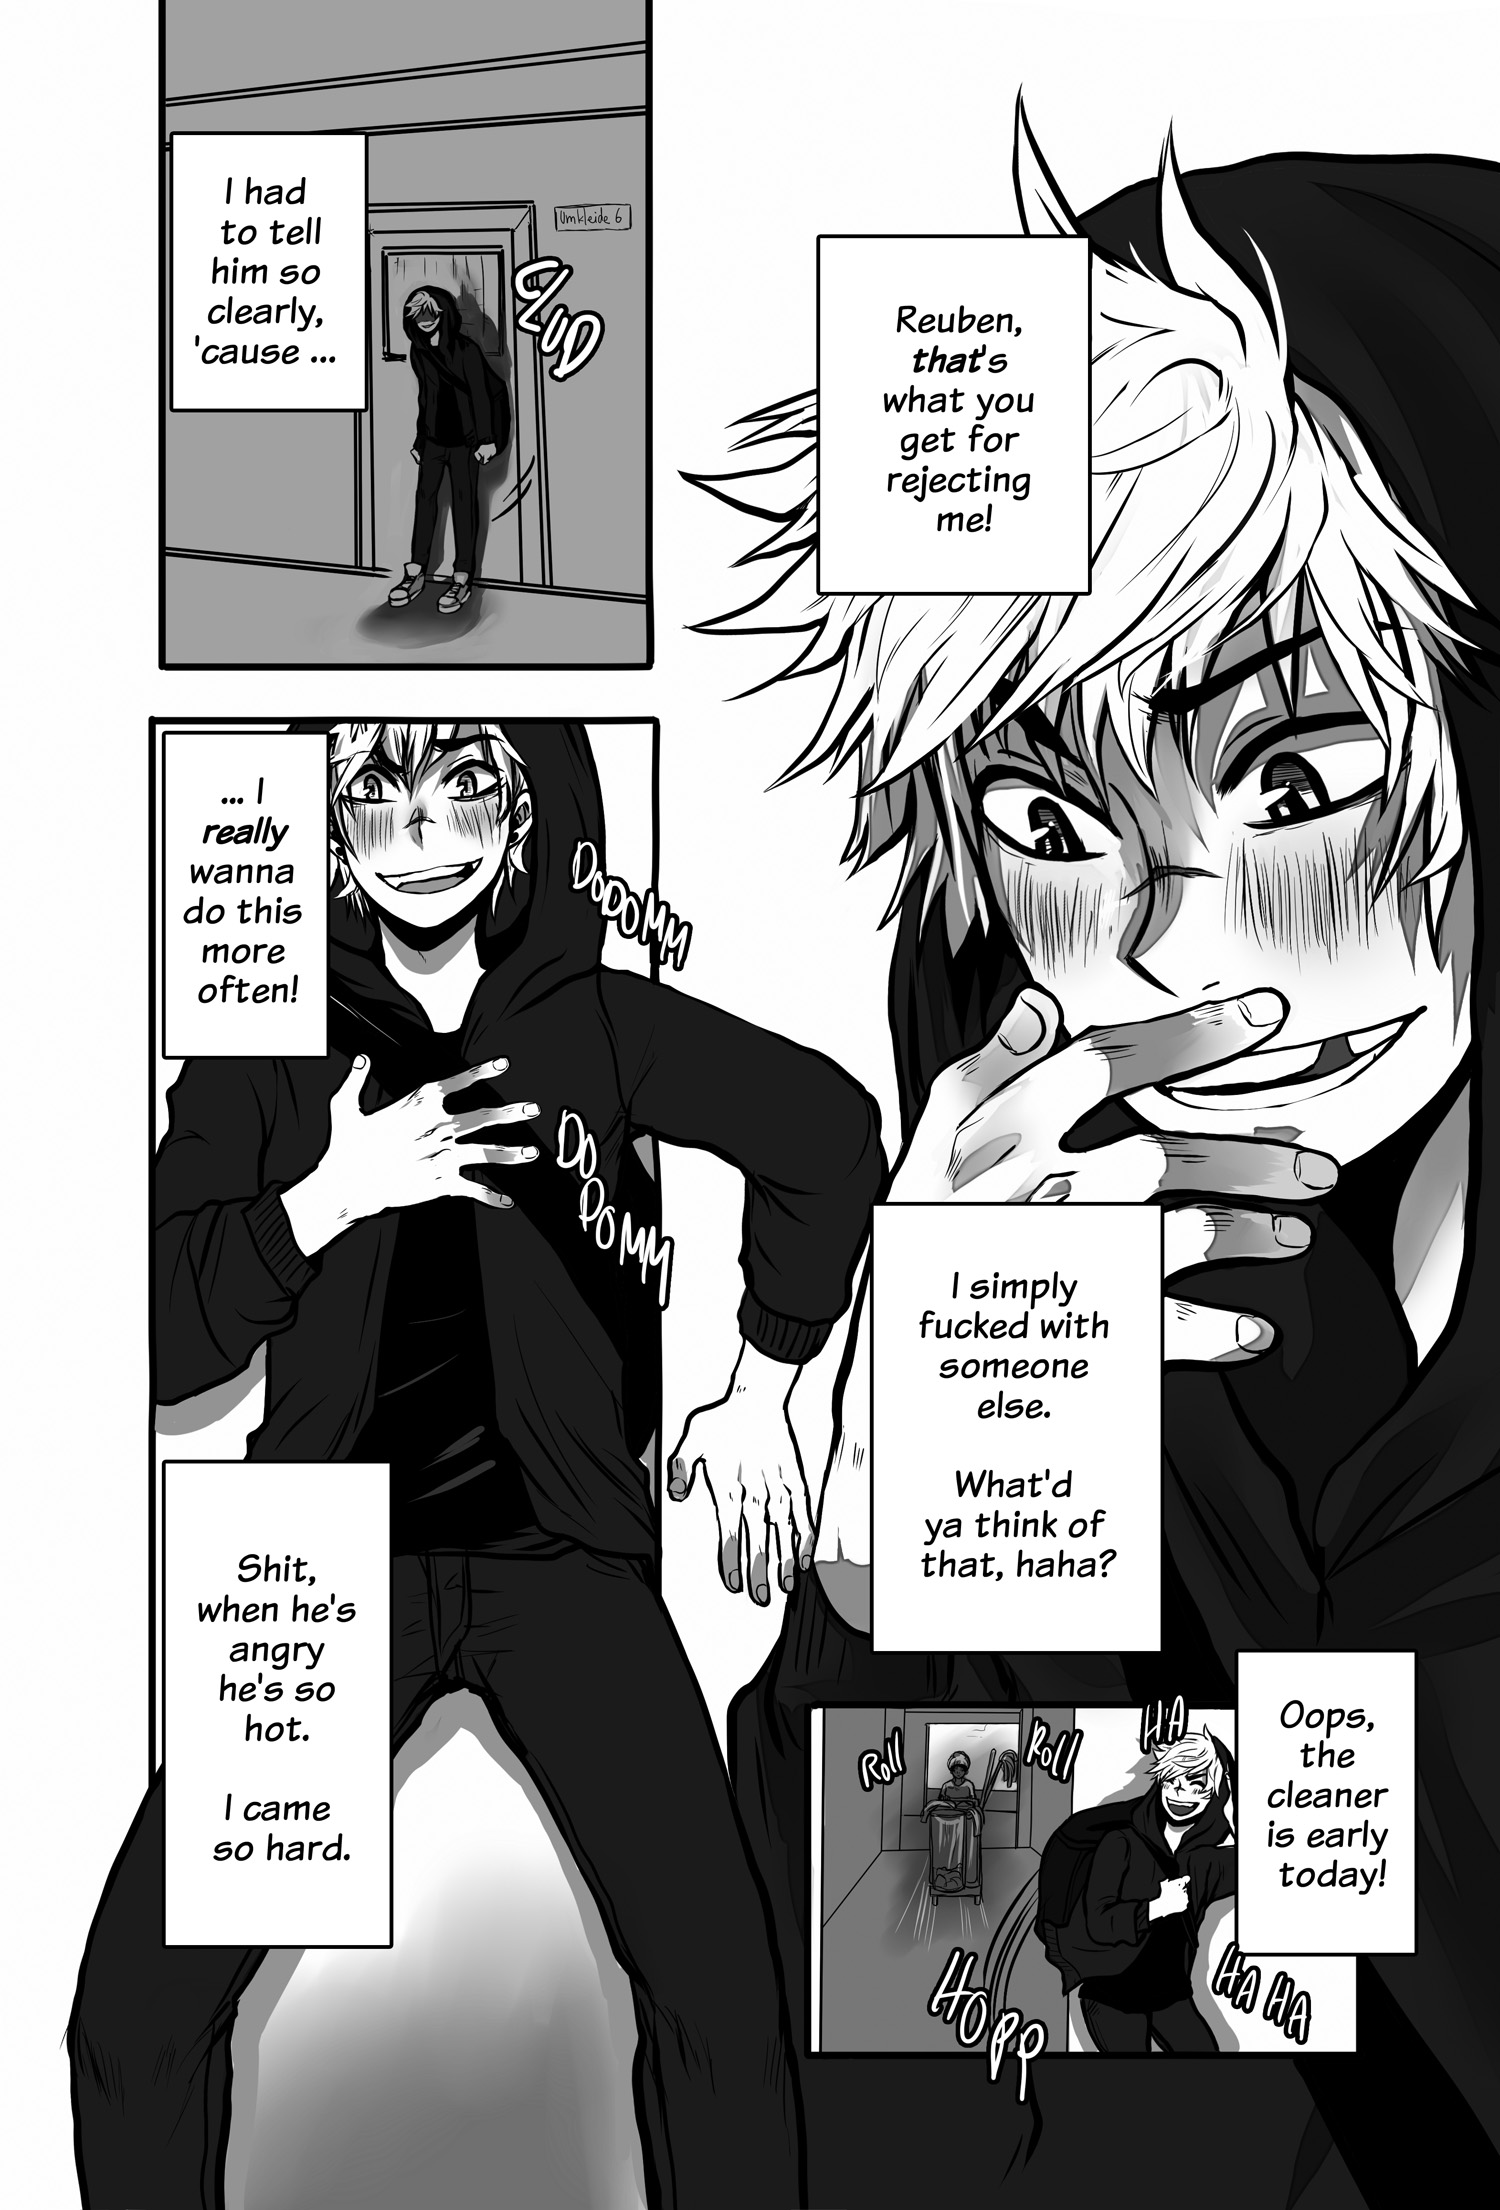 I had
to tell
him so
clearly,
'cause ...
Umkleide 6
CLUD
... I
really
wanna
do this
more
often!
DODOMM
DO
DOMM
Shit,
when he's
angry
he's so
hot.
I came
so hard.
Reuben,
that's
what you
get for
rejecting
me!
I simply
fucked with
someone
else.
What'd
ya think of
that, haha?
Roll
Roll
HA
Oops,
the
cleaner
is early
today!
HOPP
HA HA